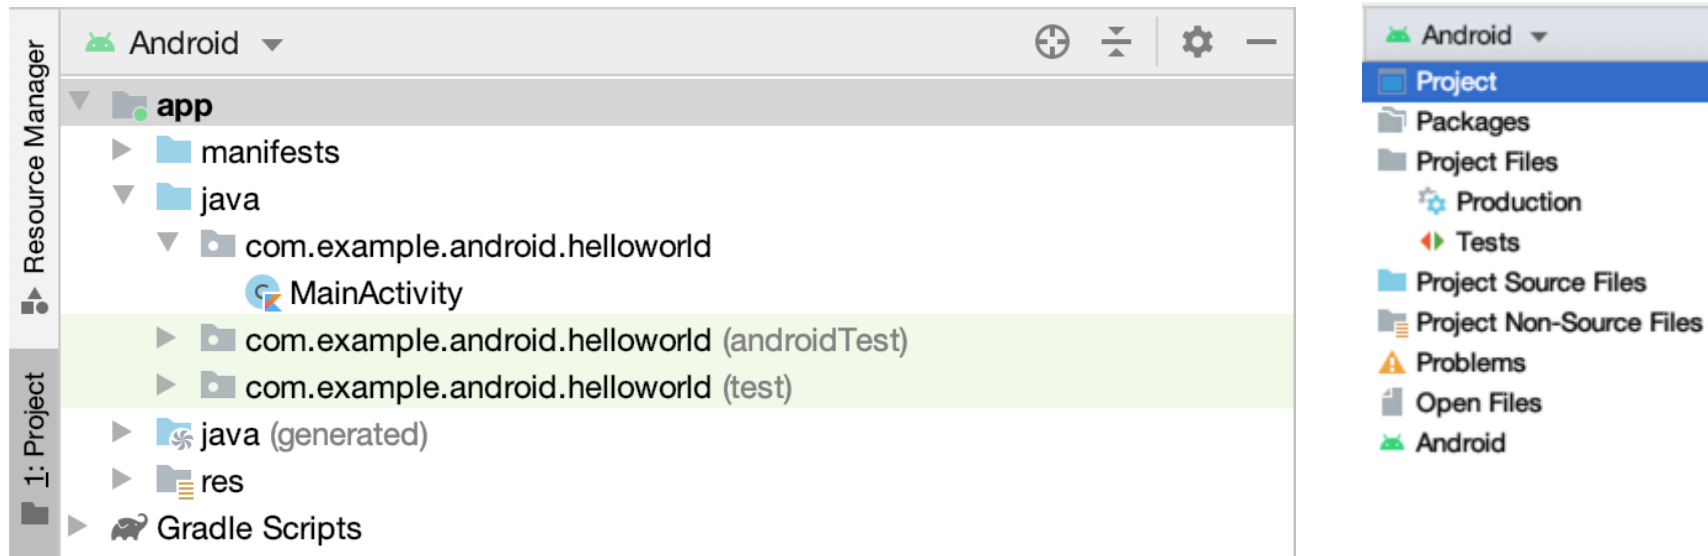 Resource Manager
1: Project
Android
app
manifests
java
com.example.android.helloworld
MainActivity
com.example.android.helloworld (androidTest)
com.example.android.helloworld (test)
java (generated)
res
Gradle Scripts
Android
Project
Packages
Project Files
Production
Tests
Project Source Files
Project Non-Source Files
Problems
Open Files
Android